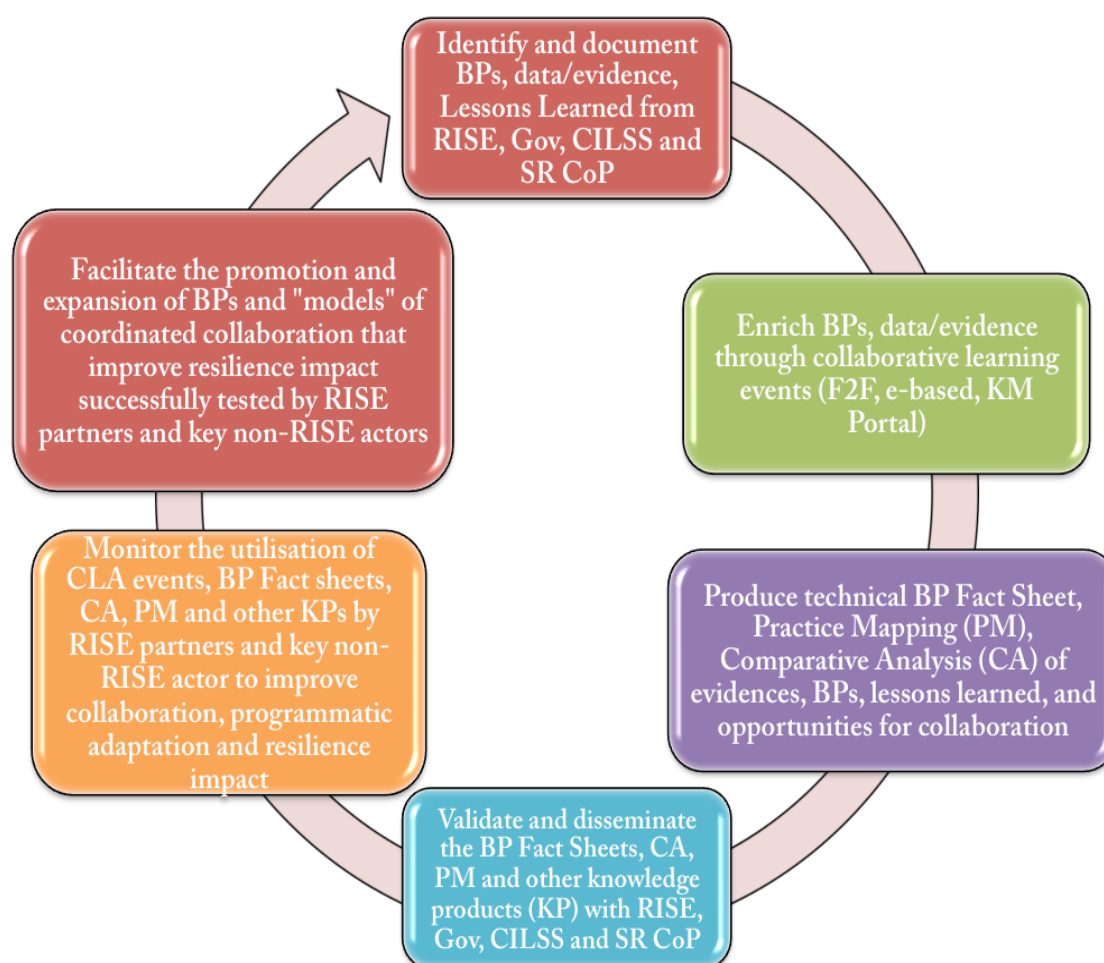 Identify and document
BPs, data/evidence,
Lessons Learned from
RISE, Gov, CILSS and
SR CoP
Enrich BPs, data/evidence
through collaborative learning
events (F2F, e-based, KM
Portal)
Produce technical BP Fact Sheet,
Practice Mapping (PM),
Comparative Analysis (CA) of
evidences, BPs, lessons learned, and
opportunities for collaboration
Validate and disseminate
the BP Fact Sheets, CA,
PM and other knowledge
products (KP) with RISE,
Gov, CILSS and SR CoP
Monitor the utilisation of
CLA events, BP Fact sheets,
CA, PM and other KPs by
RISE partners and key non-
RISE actor to improve
collaboration, programmatic
adaptation and resilience
impact
Facilitate the promotion and
expansion of BPs and "models" of
coordinated collaboration that
improve resilience impact
successfully tested by RISE
partners and key non-RISE actors